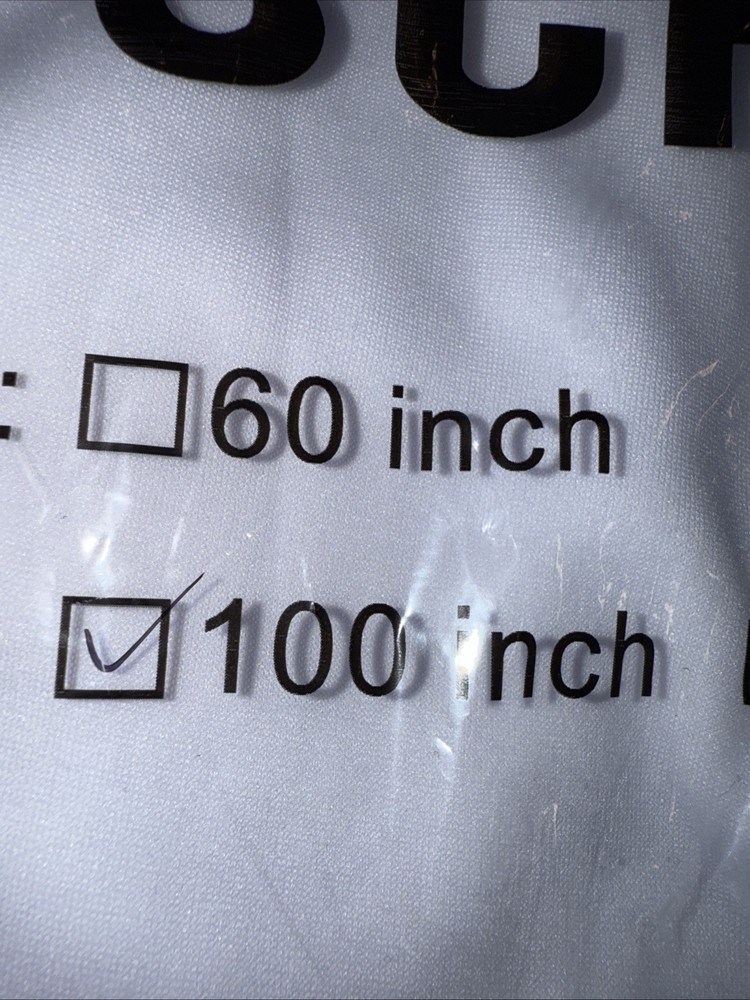 : ☐ 60 inch
☑ 100 inch